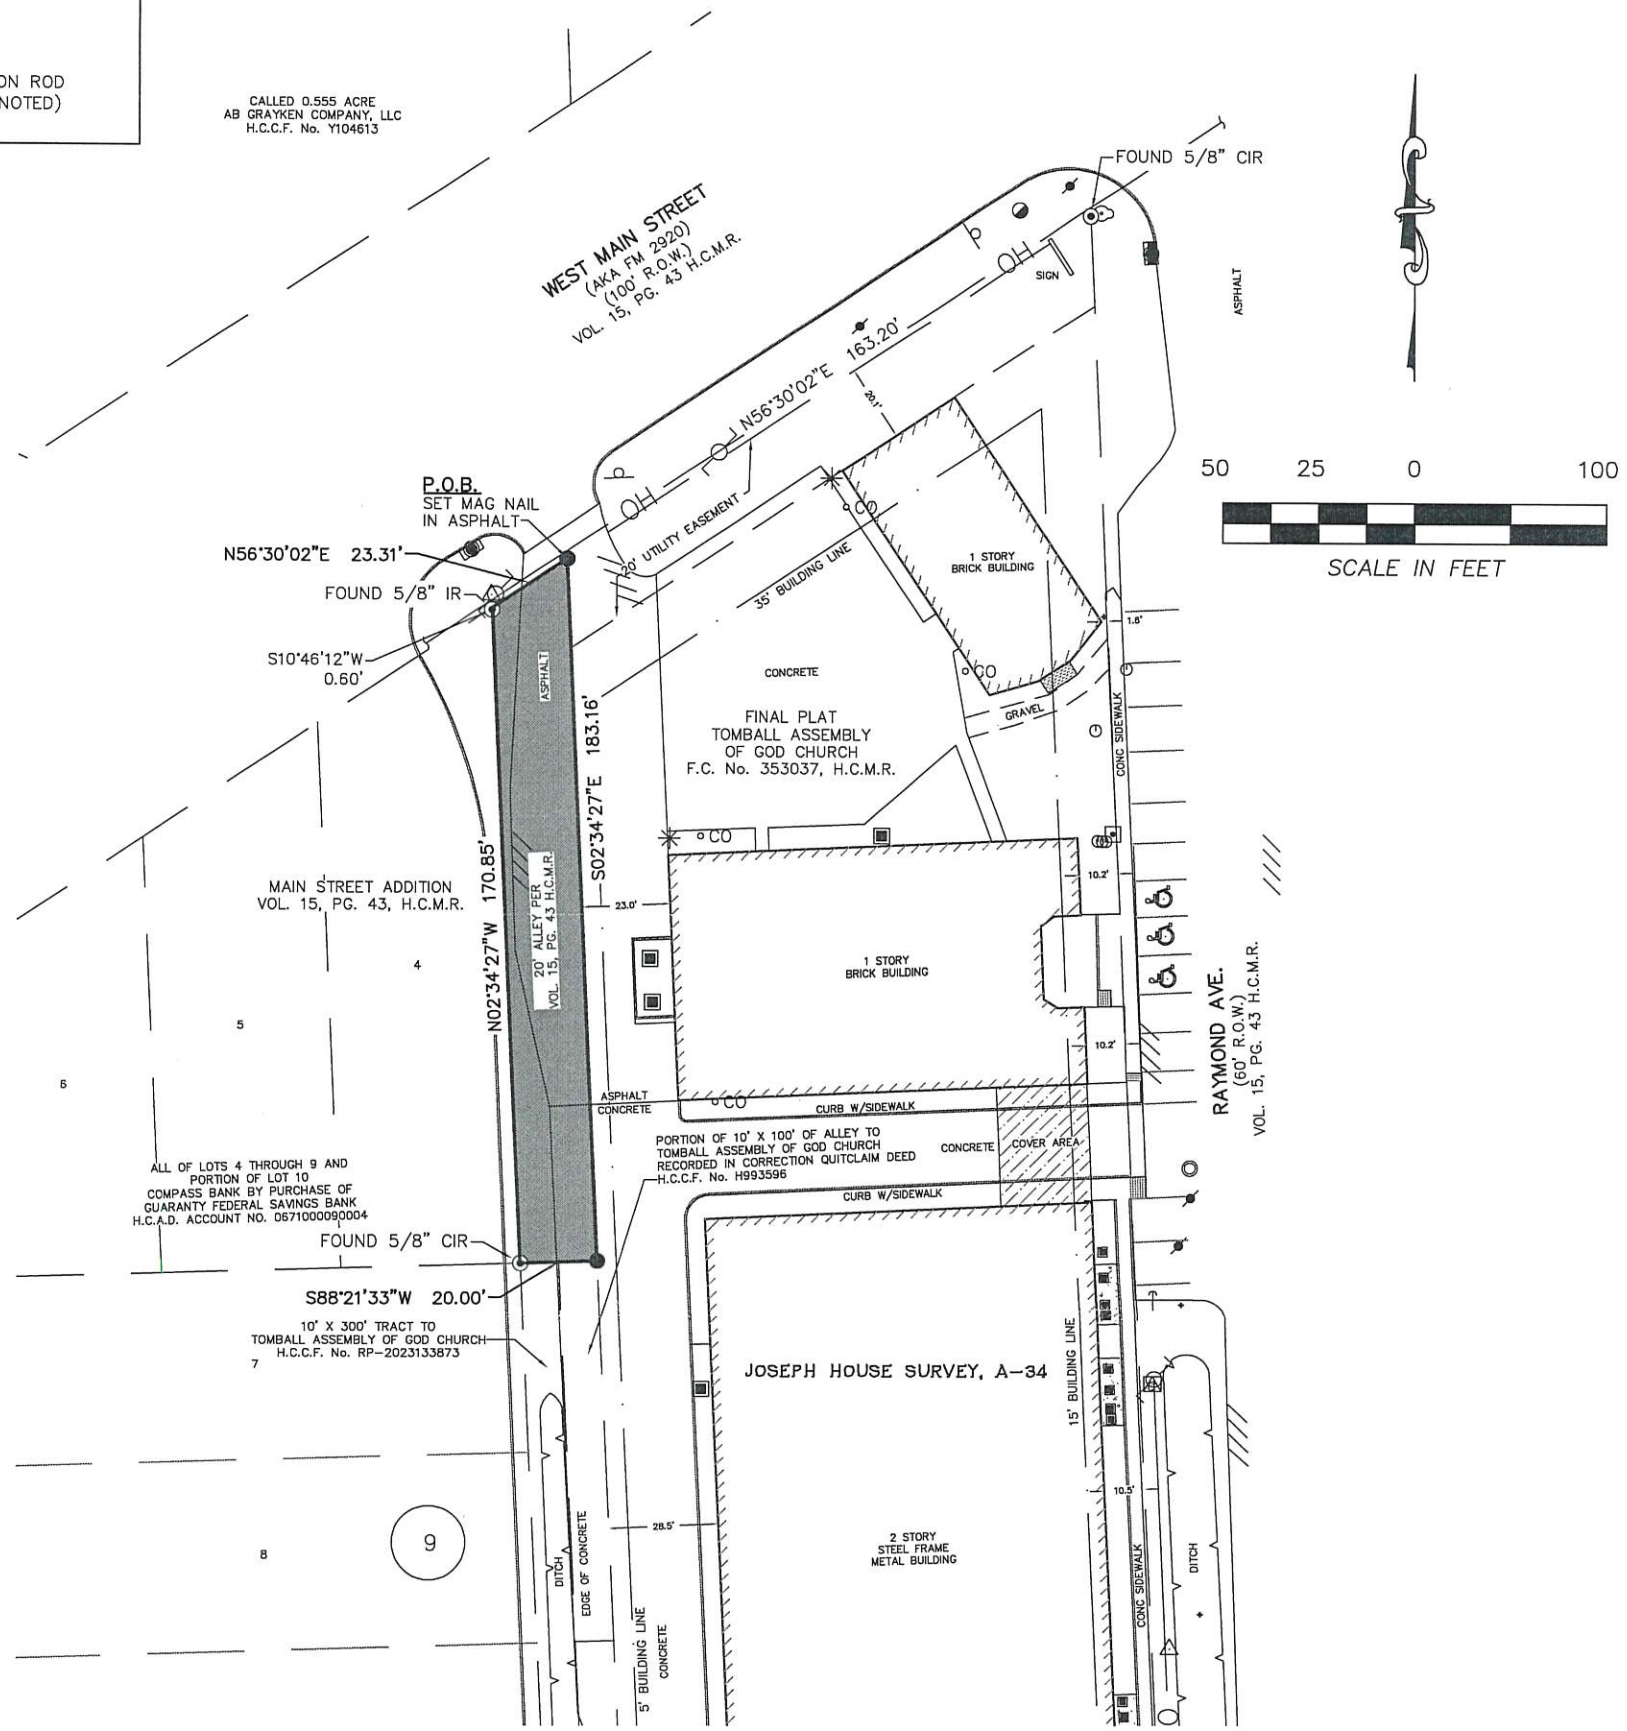 ON ROD
NOTED)
CALLED 0.555 ACRE
AB GRAYKEN COMPANY, LLC
H.C.C.F. No. Y104613
FOUND 5/8" CIR
WEST MAIN STREET
(AKA FM 2920)
(100' R.O.W.)
VOL. 15, PG. 43 H.C.M.R.
OH
SIGN
ASPHALT
N56°30'02"E 163.20'
20.1'
50 25 0 100
SCALE IN FEET
P.O.B.
SET MAG NAIL
IN ASPHALT
OH
20' UTILITY EASEMENT
CO
35' BUILDING LINE
1 STORY
BRICK BUILDING
N56°30'02"E 23.31'
FOUND 5/8" IR
S10°46'12"W
0.60'
ASPHALT
1.6'
CONCRETE
CO
GRAVEL
CONC SIDEWALK
FINAL PLAT
TOMBALL ASSEMBLY
OF GOD CHURCH
F.C. No. 353037, H.C.M.R.
S02°34'27"E 183.16'
CO
N02°34'27"W 170.85'
20' ALLEY PER
VOL. 15, PG. 43 H.C.M.R.
MAIN STREET ADDITION
VOL. 15, PG. 43, H.C.M.R.
23.0'
10.2'
4
5
6
1 STORY
BRICK BUILDING
10.2'
RAYMOND AVE.
(60' R.O.W.)
VOL. 15, PG. 43 H.C.M.R.
ASPHALT
CONCRETE
CO
CURB W/SIDEWALK
PORTION OF 10' X 100' OF ALLEY TO
TOMBALL ASSEMBLY OF GOD CHURCH
RECORDED IN CORRECTION QUITCLAIM DEED
H.C.C.F. No. H993596
CONCRETE
COVER AREA
CURB W/SIDEWALK
ALL OF LOTS 4 THROUGH 9 AND
PORTION OF LOT 10
COMPASS BANK BY PURCHASE OF
GUARANTY FEDERAL SAVINGS BANK
H.C.A.D. ACCOUNT NO. 0671000090004
FOUND 5/8" CIR
S88°21'33"W 20.00'
10' X 300' TRACT TO
TOMBALL ASSEMBLY OF GOD CHURCH
H.C.C.F. No. RP-2023133873
7
JOSEPH HOUSE SURVEY, A-34
15' BUILDING LINE
10.5'
28.5'
9
8
DITCH
EDGE OF CONCRETE
2 STORY
STEEL FRAME
METAL BUILDING
CONC SIDEWALK
DITCH
5' BUILDING LINE
CONCRETE